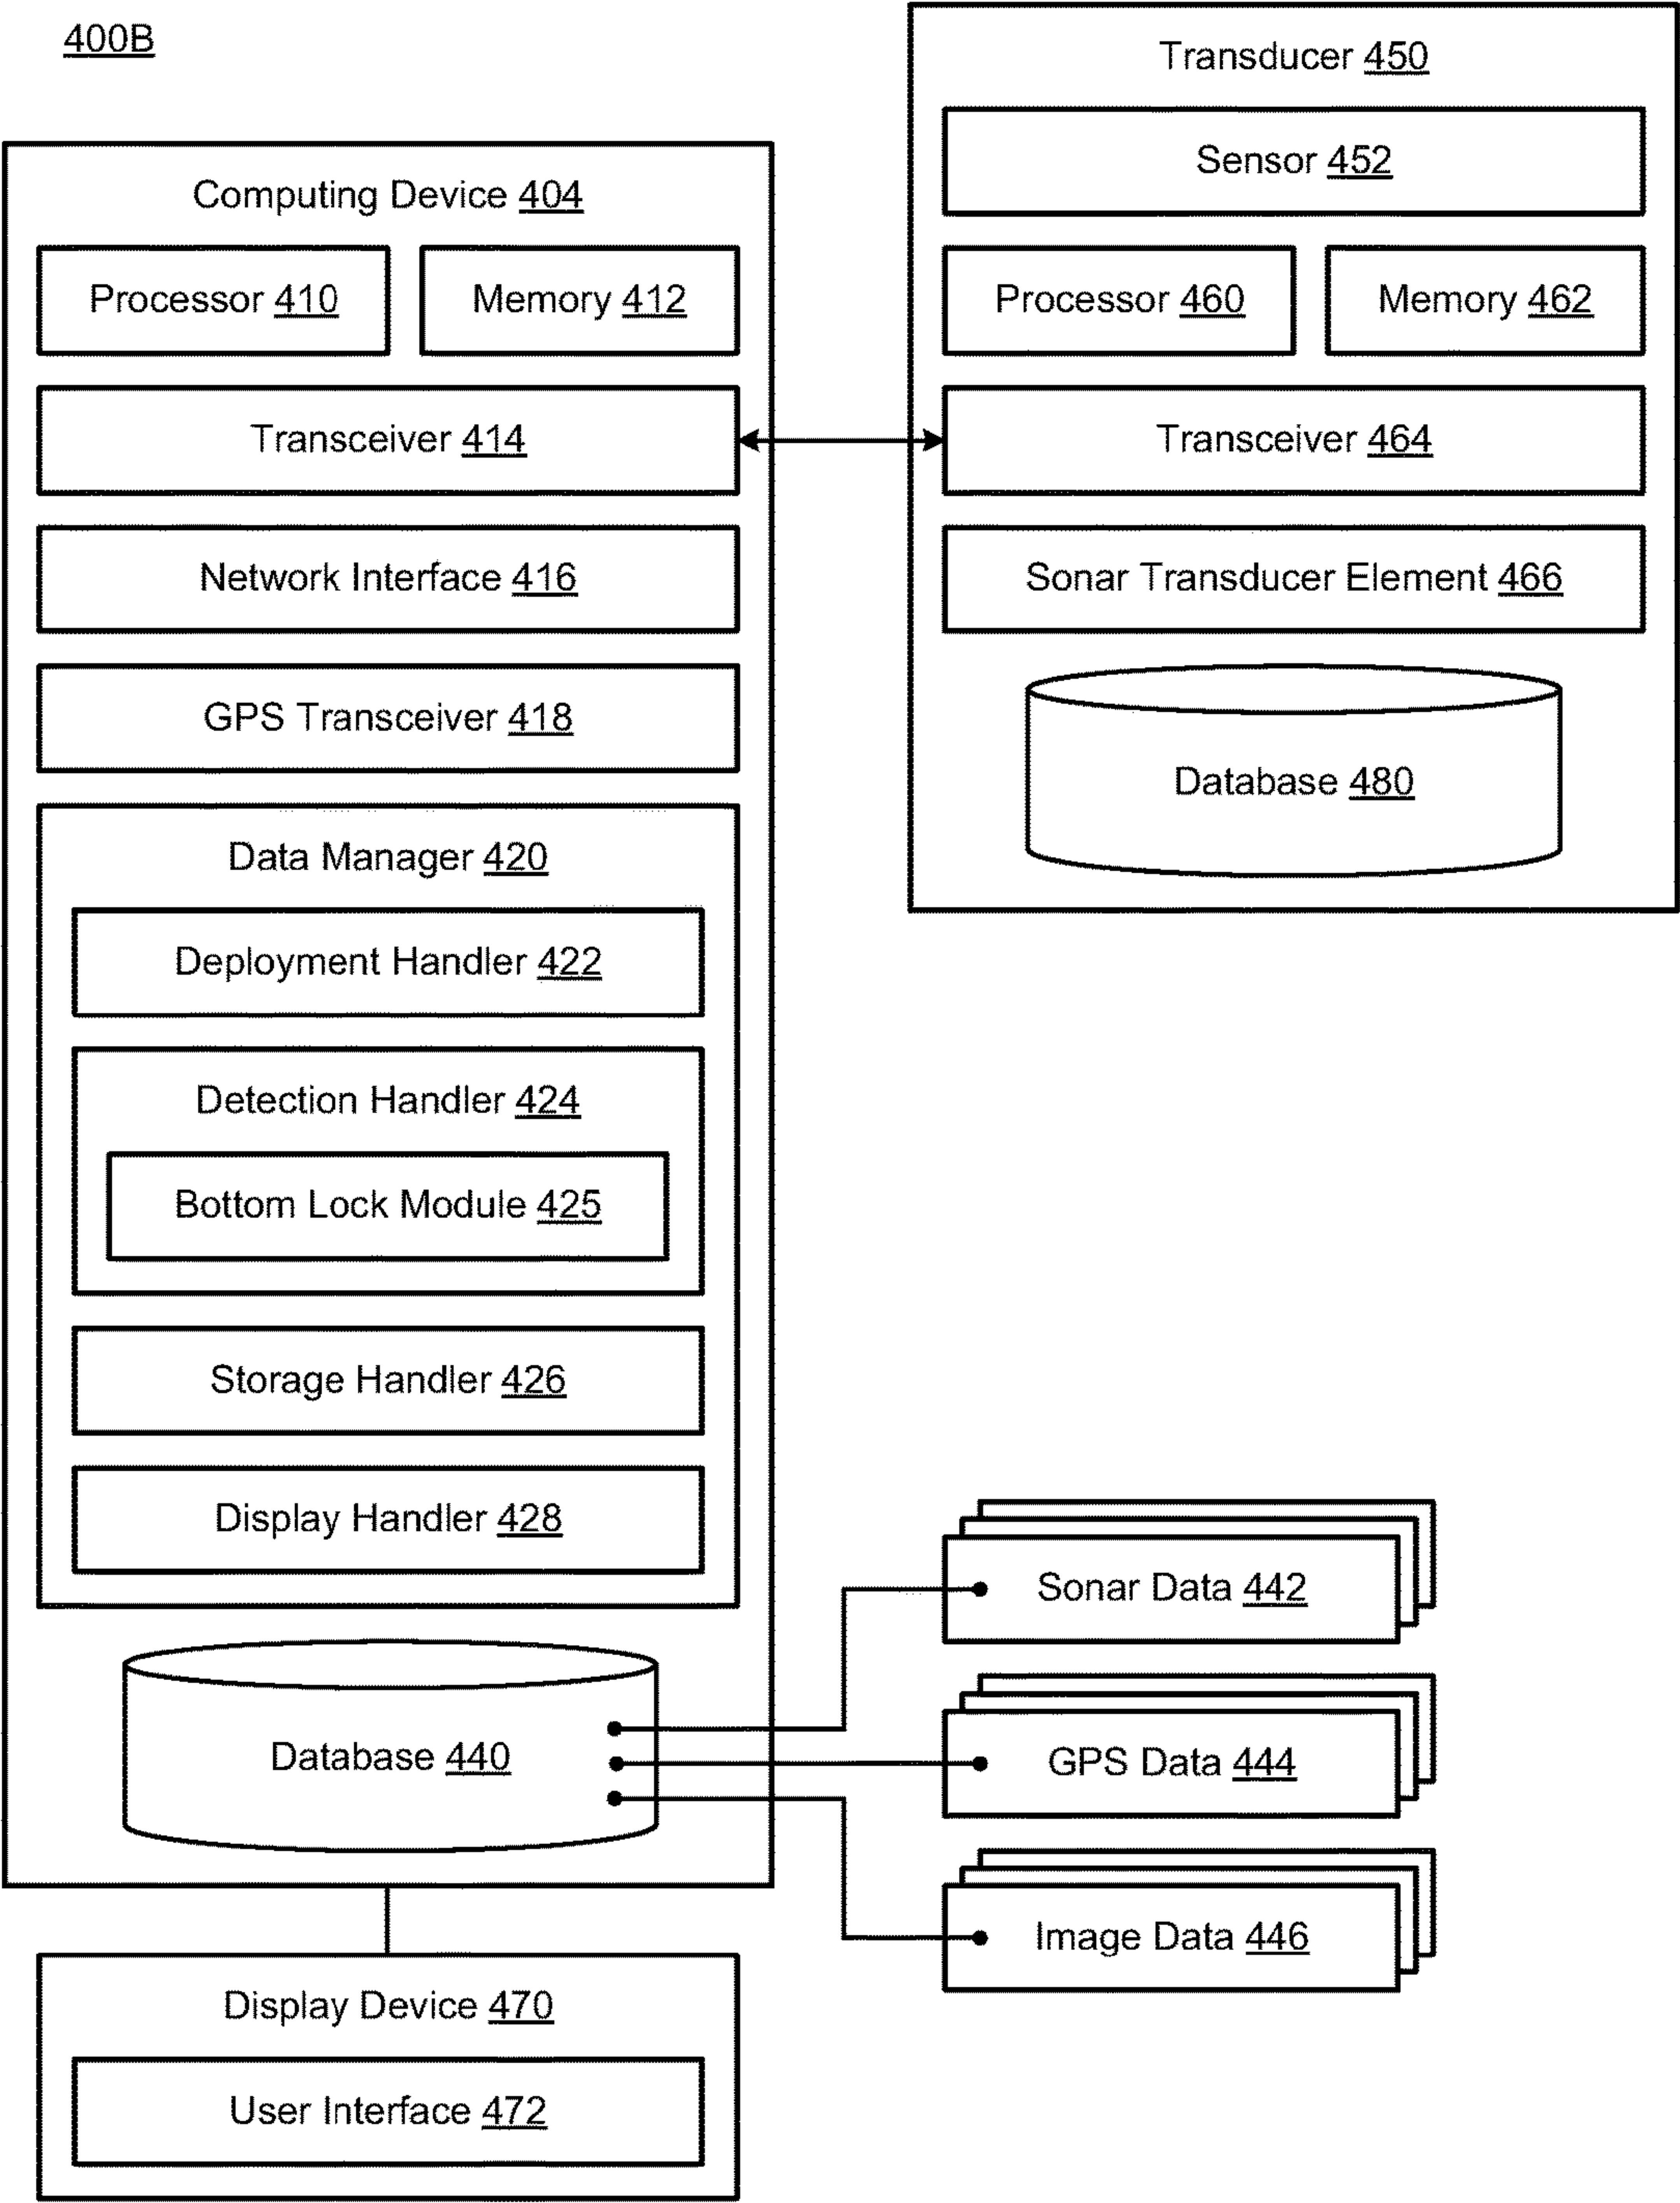 400B
Computing Device 404
Processor 410
Memory 412
Transceiver 414
Network Interface 416
GPS Transceiver 418
Data Manager 420
Deployment Handler 422
Detection Handler 424
Bottom Lock Module 425
Storage Handler 426
Display Handler 428
Database 440
Display Device 470
User Interface 472
Transducer 450
Sensor 452
Processor 460
Memory 462
Transceiver 464
Sonar Transducer Element 466
Database 480
Sonar Data 442
GPS Data 444
Image Data 446